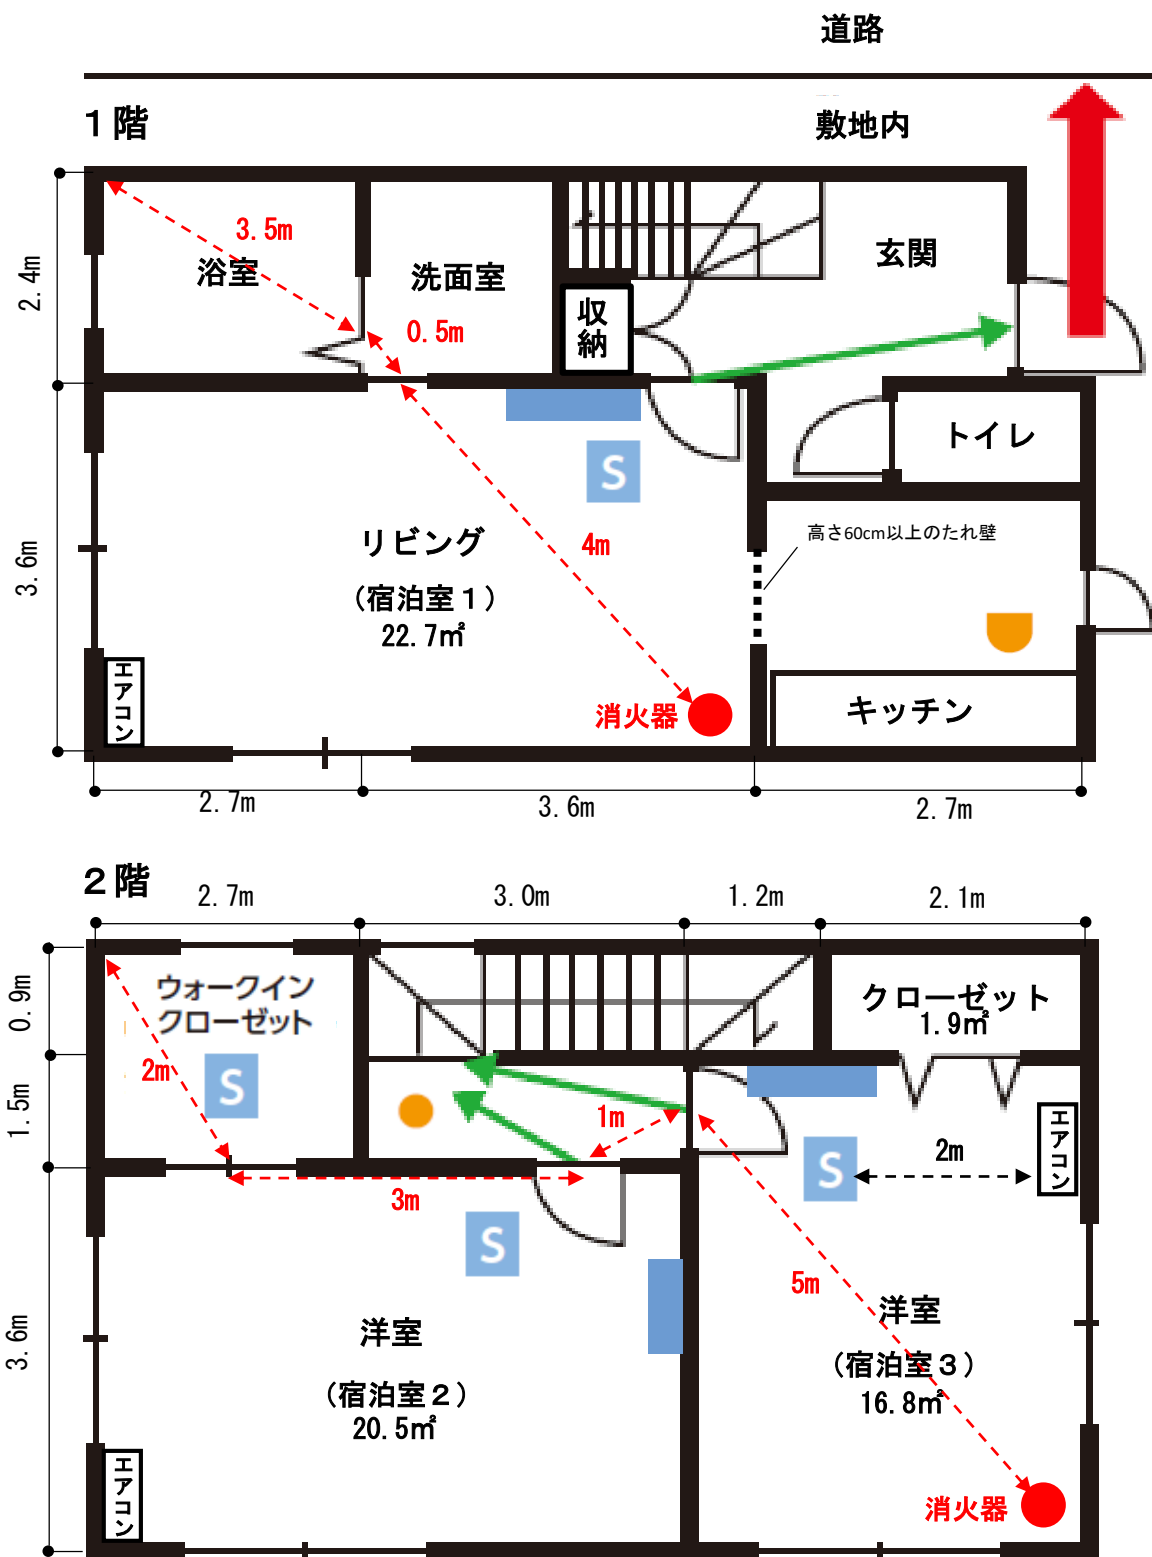 道路
1階
敷地内
3.5m
浴室
洗面室
玄関
2.4m
0.5m
収納
トイレ
S
リビング
（宿泊室1）
22.7㎡
4m
高さ60cm以上のたれ壁
3.6m
エアコン
消火器
キッチン
2.7m
3.6m
2.7m
2階
2.7m
3.0m
1.2m
2.1m
0.9m
ウォークイン
クローゼット
クローゼット
1.9㎡
2m
S
1.5m
1m
エアコン
S
2m
3m
S
5m
3.6m
洋室
（宿泊室2）
20.5㎡
洋室
（宿泊室3）
16.8㎡
エアコン
消火器